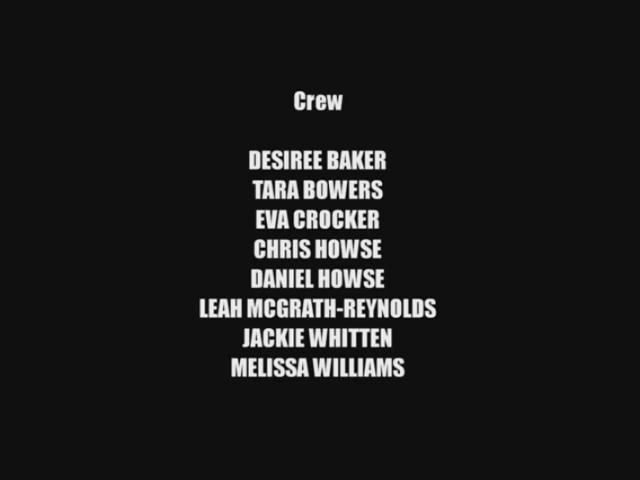 Crew
DESIREE BAKER
TARA BOWERS
EVA CROCKER
CHRIS HOWSE
DANIEL HOWSE
LEAH MCGRATH-REYNOLDS
JACKIE WHITTEN
MELISSA WILLIAMS